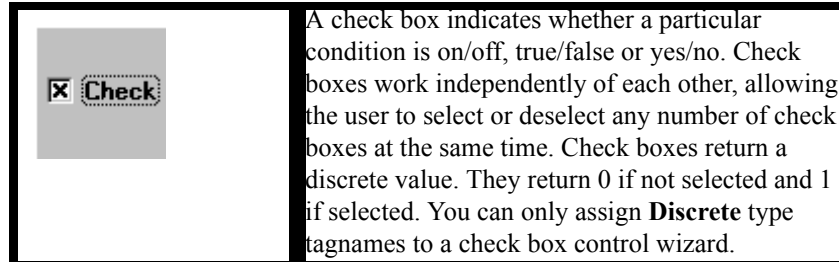 Check
A check box indicates whether a particular
condition is on/off, true/false or yes/no. Check
boxes work independently of each other, allowing
the user to select or deselect any number of check
boxes at the same time. Check boxes return a
discrete value. They return 0 if not selected and 1
if selected. You can only assign Discrete type
tagnames to a check box control wizard.